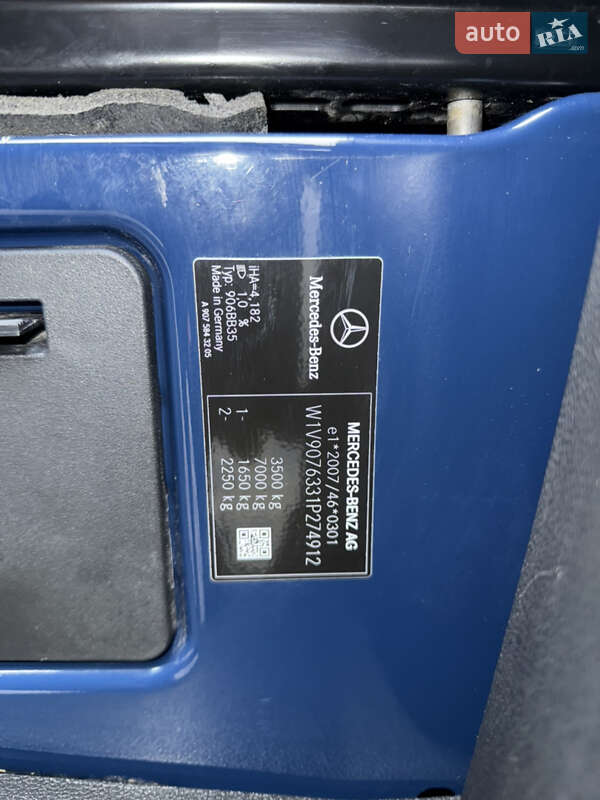 auto
RIA
.com
Mercedes-Benz
iHA=4,182
1,0 %
Typ: 906BB35
Made in Germany
A 907 584 32 05
MERCEDES-BENZ AG
e1*2007/46*0301
W1V9076331P274912
3500 kg
7000 kg
1- 1650 kg
2- 2250 kg